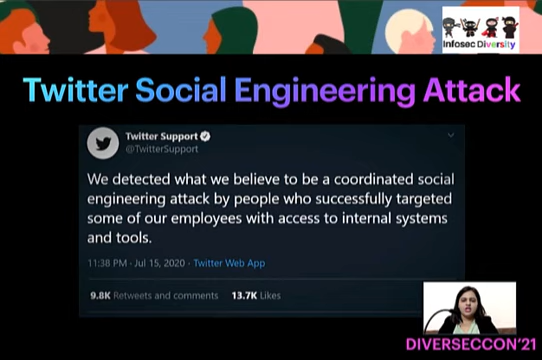 Infosec Diversity
Twitter Social Engineering Attack
Twitter Support
@TwitterSupport
We detected what we believe to be a coordinated social
engineering attack by people who successfully targeted
some of our employees with access to internal systems
and tools.
11:38 PM · Jul 15, 2020 · Twitter Web App
9.8K Retweets and comments 13.7K Likes
DIVERSECCON'21